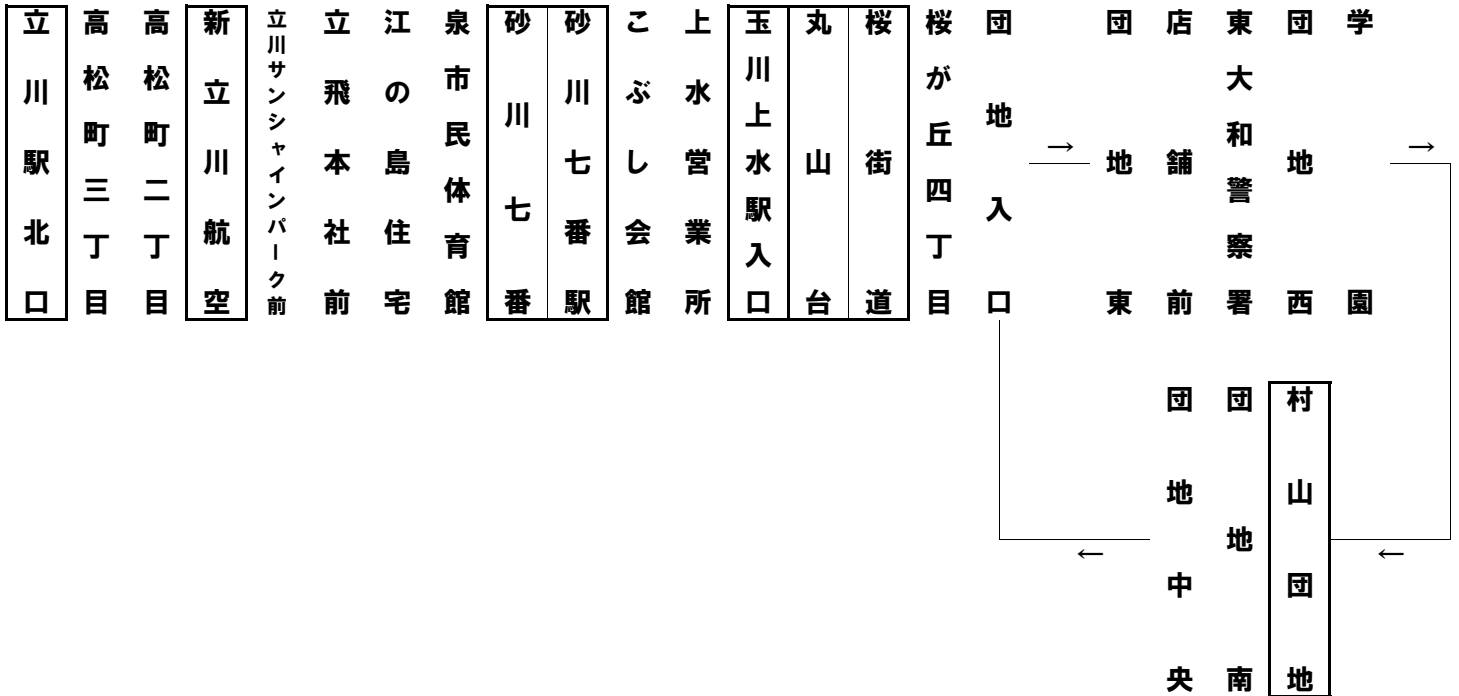 立川駅北口
高松町三丁目
高松町二丁目
新立川航空
立川サンシャインパーク前
立飛本社前
江の島住宅
泉市民体育館
砂川七番
砂川七番駅
こぶし会館
上水営業所
玉川上水駅入口
丸山台
桜街道
桜が丘四丁目
団地入口
→
団地東
店舗前
東大和警察署
団地西
学園
→
村山団地
団地南
団地中央
←
←